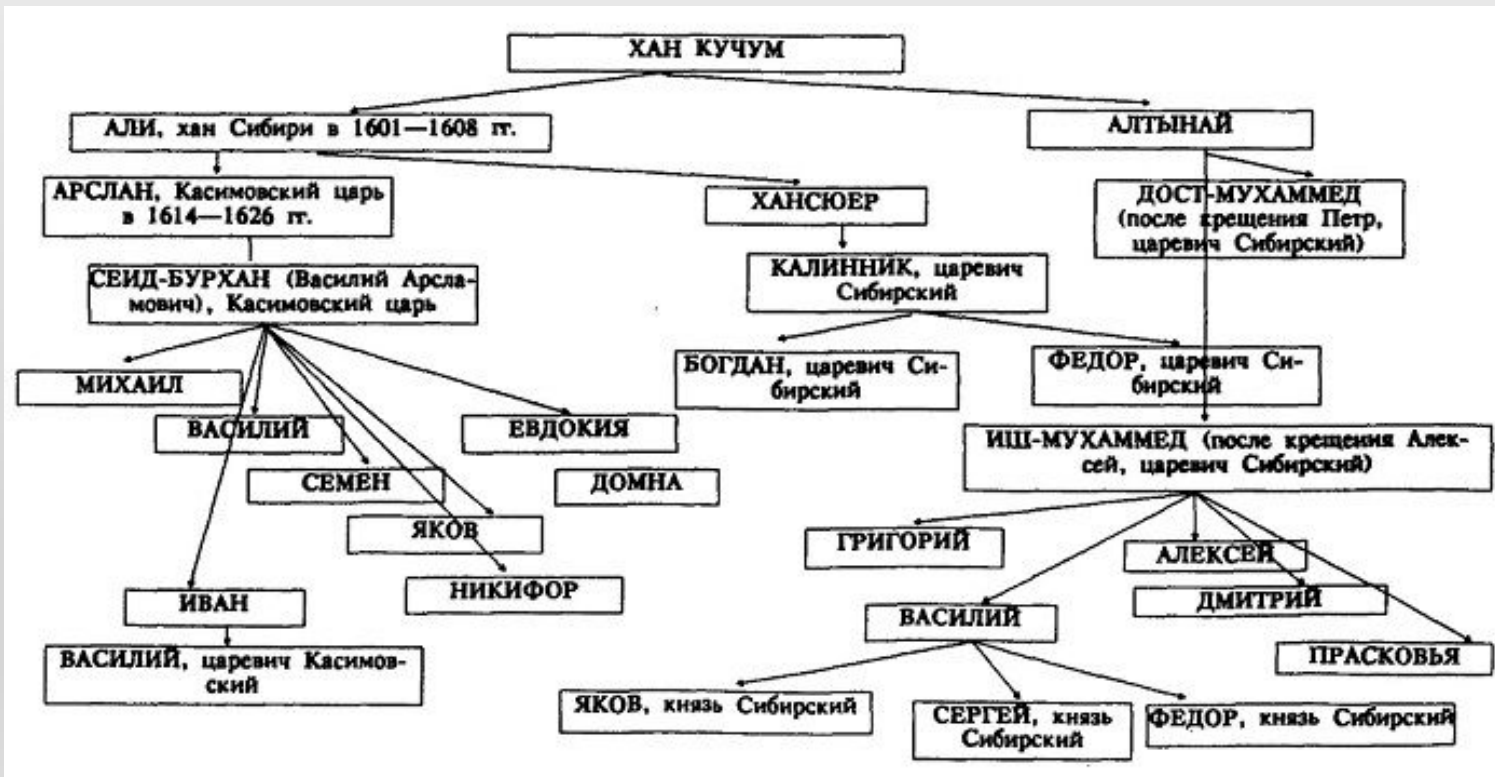 ХАН КУЧУМ
АЛИ, хан Сибири в 1601—1608 гг.
АЛТЫНАЙ
АРСЛАН, Касимовский царь
в 1614—1626 гг.
ХАНСЮЕР
ДОСТ-МУХАММЕД
(после крещения Петр,
царевич Сибирский)
СЕИД-БУРХАН (Василий Арсла-
мович), Касимовский царь
КАЛИННИК, царевич
Сибирский
МИХАИЛ
БОГДАН, царевич Си-
бирский
ФЕДОР, царевич Си-
бирский
ВАСИЛИЙ
ЕВДОКИЯ
ИШ-МУХАММЕД (после крещения Алек-
сей, царевич Сибирский)
СЕМЕН
ДОМНА
ЯКОВ
ГРИГОРИЙ
АЛЕКСЕЙ
ИВАН
НИКИФОР
ВАСИЛИЙ
ДМИТРИЙ
ВАСИЛИЙ, царевич Касимов-
ский
ПРАСКОВЬЯ
ЯКОВ, князь Сибирский
СЕРГЕЙ, князь
Сибирский
ФЕДОР, князь Сибирский